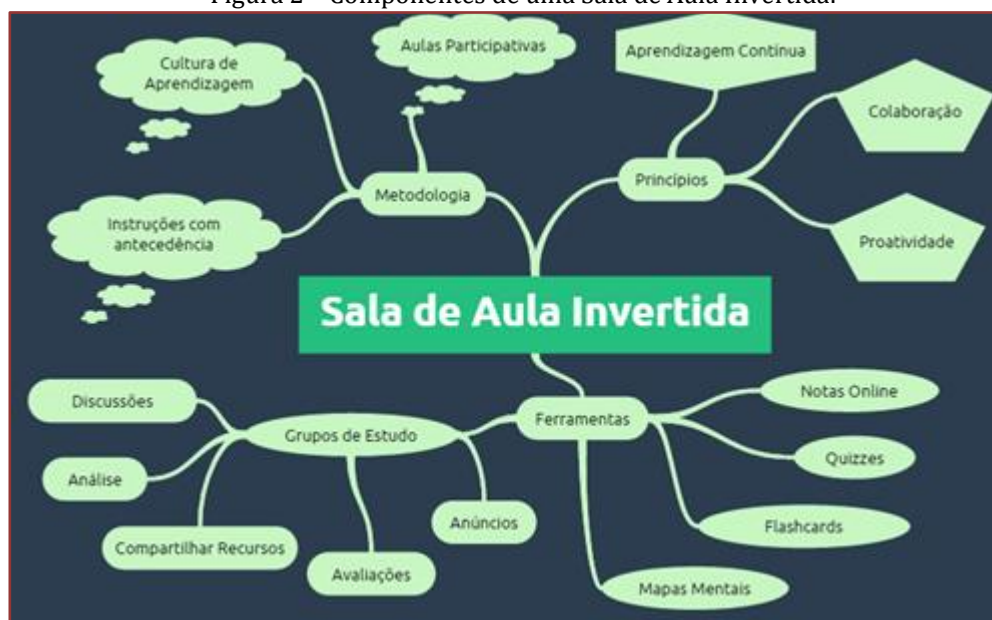 Figura 2 – Componentes de uma Sala de Aula Invertida.
Cultura de
Aprendizagem
Aulas Participativas
Aprendizagem Continua
Colaboração
Metodologia
Princípios
Instruções com
antecedência
Proatividade
Sala de Aula Invertida
Discussões
Grupos de Estudo
Ferramentas
Notas Online
Análise
Quizzes
Compartilhar Recursos
Anúncios
Flashcards
Avaliações
Mapas Mentais